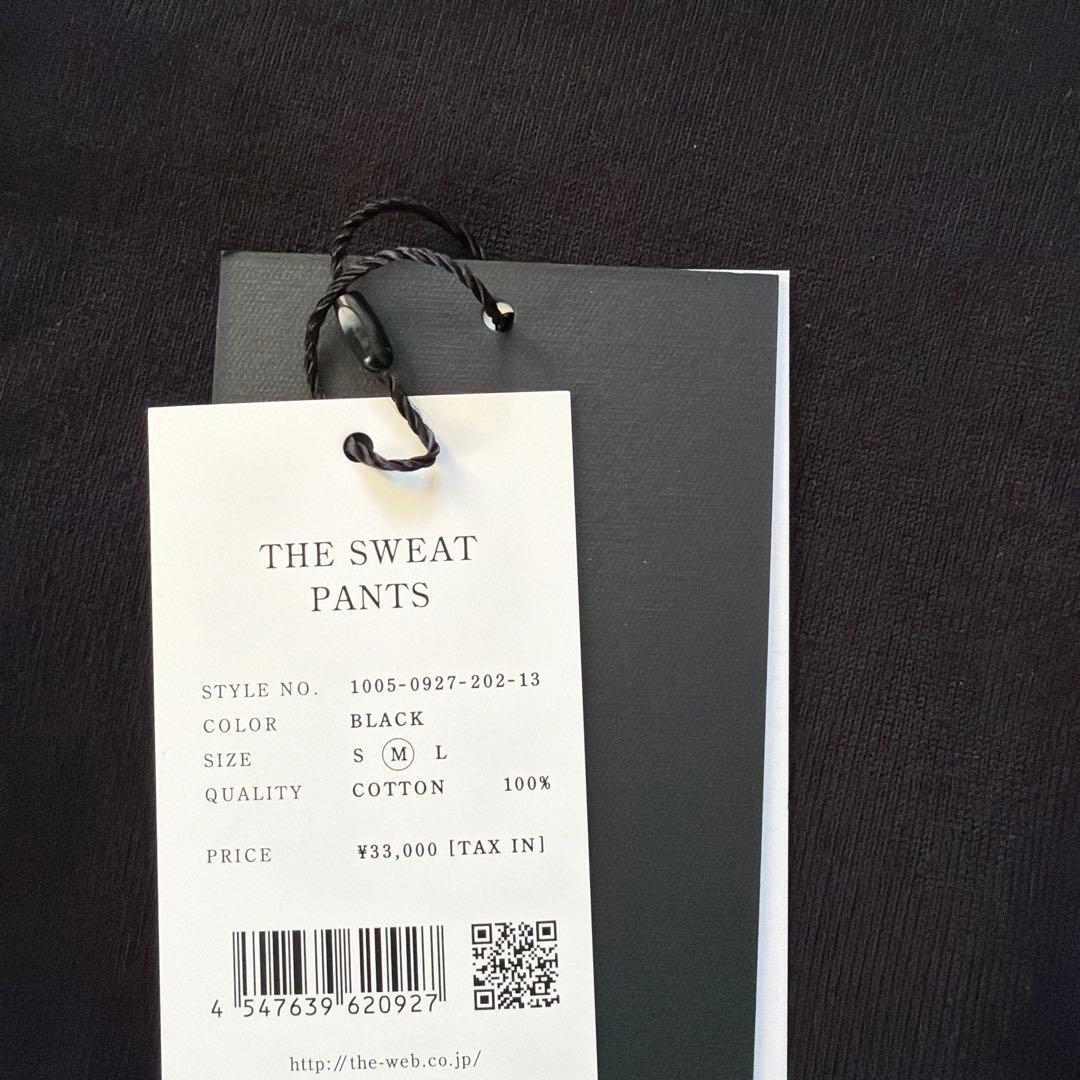 THE SWEAT
PANTS
STYLE NO. 1005-0927-202-13
COLOR BLACK
SIZE S M L
QUALITY COTTON 100%
PRICE ¥33,000 [TAX IN]
4 547639 620927
http://the-web.co.jp/